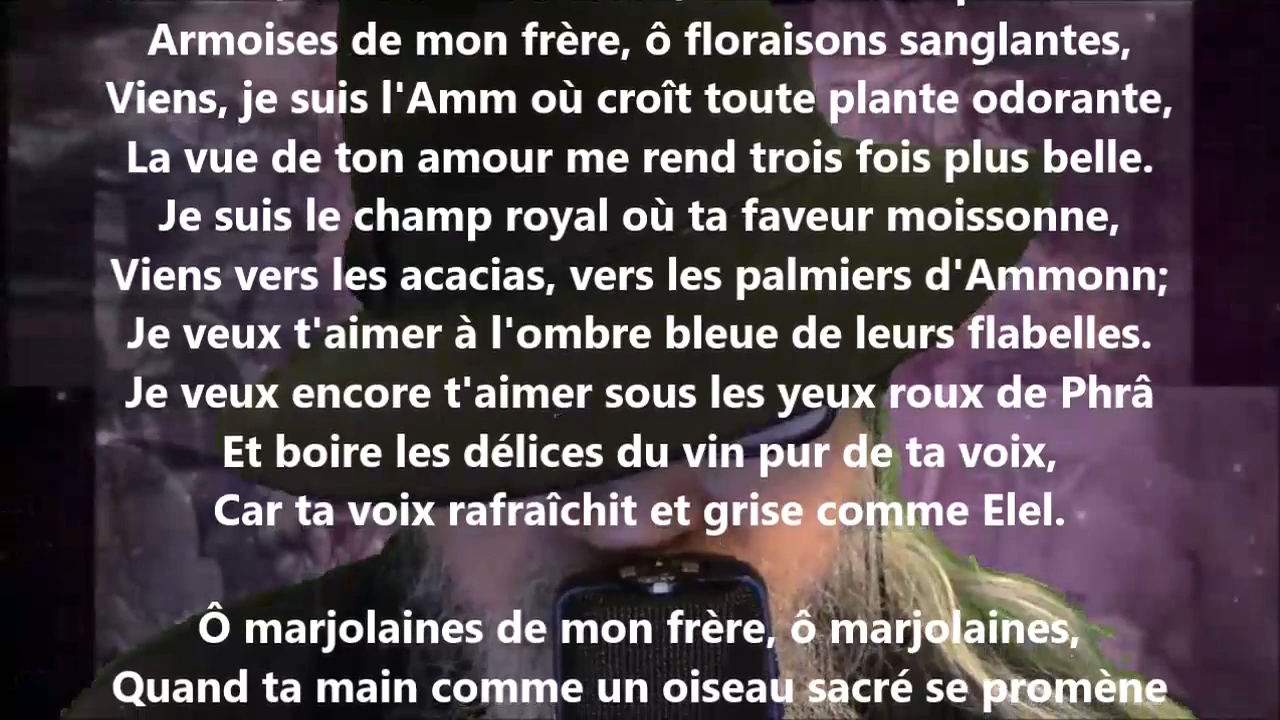 Armoises de mon frère, ô floraisons sanglantes,
Viens, je suis l'Amm où croît toute plante odorante,
La vue de ton amour me rend trois fois plus belle.
Je suis le champ royal où ta faveur moissonne,
Viens vers les acacias, vers les palmiers d'Ammonn;
Je veux t'aimer à l'ombre bleue de leurs flabelles.
Je veux encore t'aimer sous les yeux roux de Phrâ
Et boire les délices du vin pur de ta voix,
Car ta voix rafraîchit et grise comme Elel.
Ô marjolaines de mon frère, ô marjolaines,
Quand ta main comme un oiseau sacré se promène